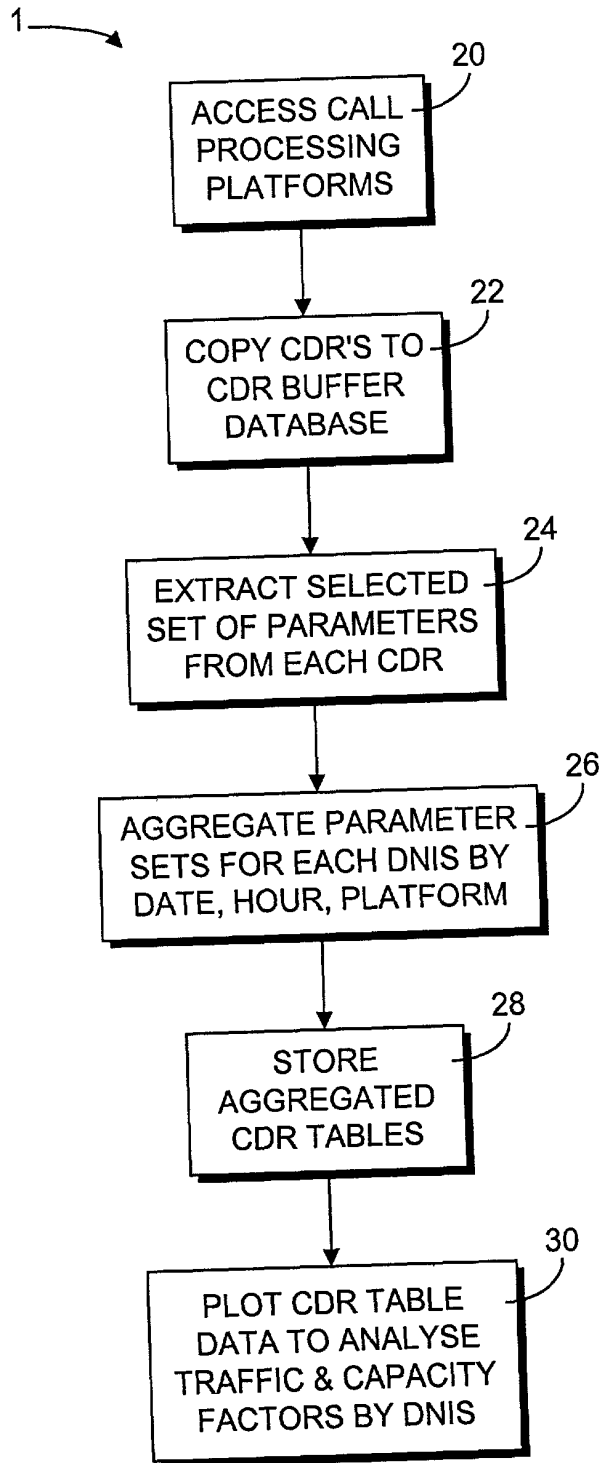 1
20
ACCESS CALL
PROCESSING
PLATFORMS
22
COPY CDR'S TO
CDR BUFFER
DATABASE
24
EXTRACT SELECTED
SET OF PARAMETERS
FROM EACH CDR
26
AGGREGATE PARAMETER
SETS FOR EACH DNIS BY
DATE, HOUR, PLATFORM
28
STORE
AGGREGATED
CDR TABLES
30
PLOT CDR TABLE
DATA TO ANALYSE
TRAFFIC & CAPACITY
FACTORS BY DNIS